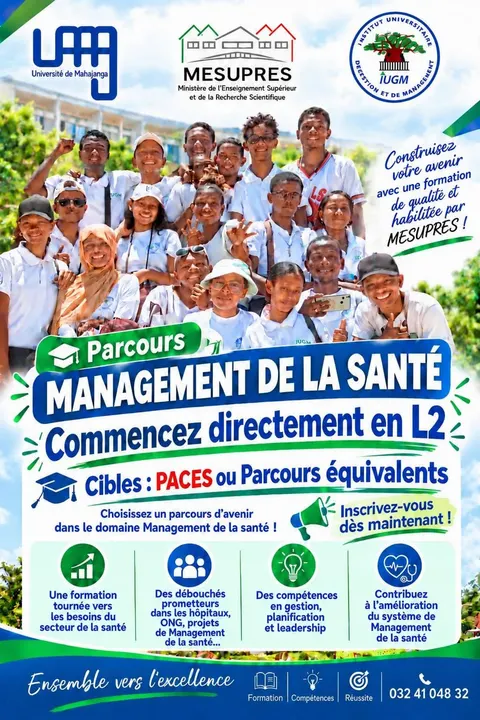 UMG
Université de Mahajanga
MESUPRES
Ministère de l'Enseignement Supérieur
et de la Recherche Scientifique
INSTITUT UNIVERSITAIRE
DE GESTION ET DE MANAGEMENT
IUGM
Construisez
votre avenir
avec une formation
de qualité et
habilitée par
MESUPRES !
Parcours
MANAGEMENT DE LA SANTÉ
Commencez directement en L2
Cibles : PACES ou Parcours équivalents
Choisissez un parcours d'avenir
dans le domaine Management de la santé !
Inscrivez-vous
dès maintenant !
Une formation
tournée vers
les besoins du
secteur de la santé
Des débouchés
prometteurs
dans les hôpitaux,
ONG, projets
de Management
de la santé...
Des compétences
en gestion,
planification
et leadership
Contribuez
à l'amélioration
du système de
Management
de la santé
Ensemble vers l'excellence
Formation
Compétences
Réussite
032 41 048 32